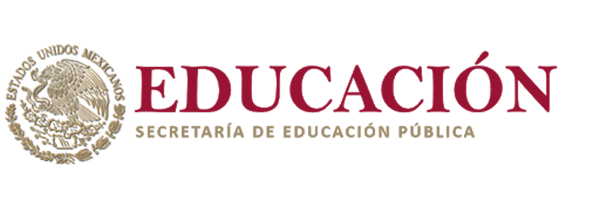 ESTADOS UNIDOS MEXICANOS
EDUCACIÓN
SECRETARÍA DE EDUCACIÓN PÚBLICA